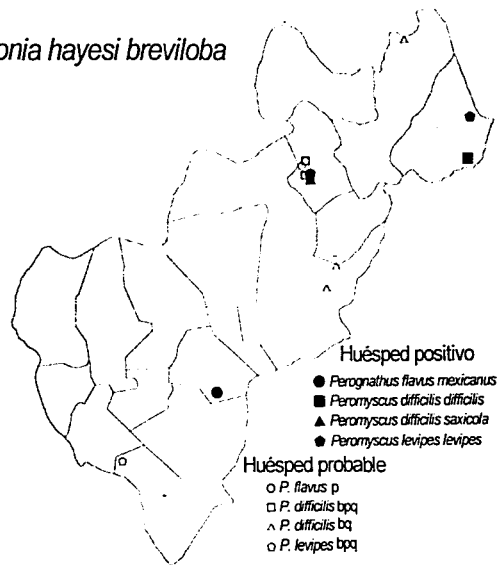 onia hayesi breviloba
Huésped positivo
Perognathus flavus mexicanus
Peromyscus difficilis difficilis
Peromyscus difficilis saxicola
Peromyscus levipes levipes
Huésped probable
P. flavus p
P. difficilis bpq
P. difficilis bq
P. levipes bpq